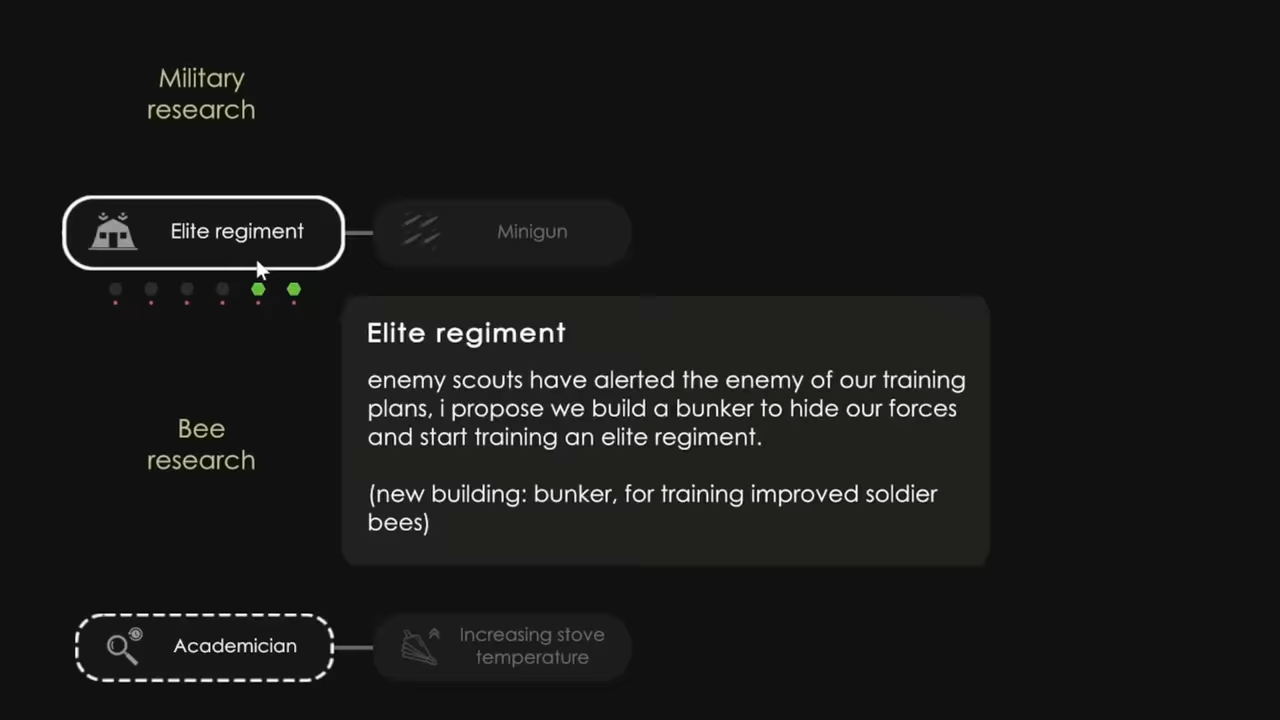 Military
research
Elite regiment
Minigun
Elite regiment
enemy scouts have alerted the enemy of our training
plans, i propose we build a bunker to hide our forces
and start training an elite regiment.
(new building: bunker, for training improved soldier
bees)
Bee
research
Academician
Increasing stove
temperature